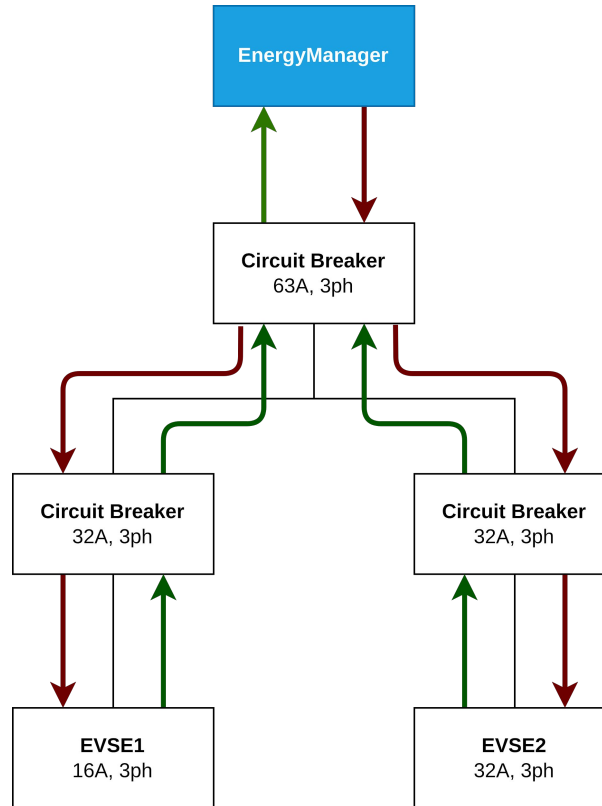 EnergyManager
Circuit Breaker
63A, 3ph
Circuit Breaker
32A, 3ph
Circuit Breaker
32A, 3ph
EVSE1
16A, 3ph
EVSE2
32A, 3ph